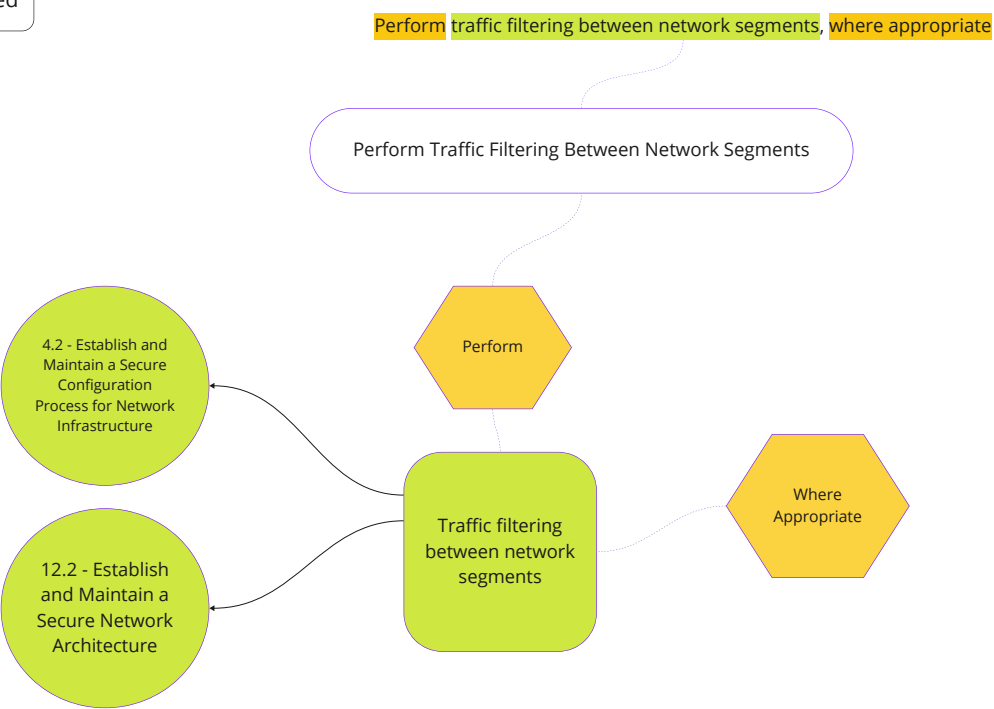 Perform traffic filtering between network segments, where appropriate
Perform Traffic Filtering Between Network Segments
4.2 - Establish and
Maintain a Secure
Configuration
Process for Network
Infrastructure
Perform
Where
Appropriate
Traffic filtering
between network
segments
12.2 - Establish
and Maintain a
Secure Network
Architecture